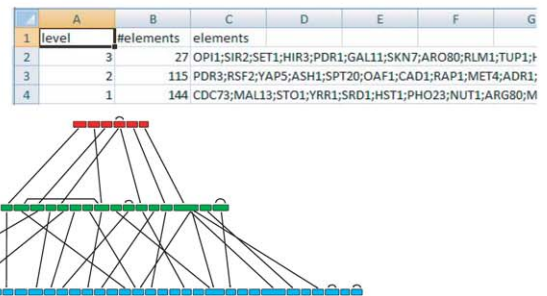 A B C D E F G
1 level #elements elements
2 3 27 OPI1;SIR2;SET1;HIR3;PDR1;GAL11;SKN7;ARO80;RLM1;TUP1;H
3 2 115 PDR3;RSF2;YAP5;ASH1;SPT20;OAF1;CAD1;RAP1;MET4;ADR1;
4 1 144 CDC73;MAL13;STO1;YRR1;SRD1;HST1;PHO23;NUT1;ARG80;M